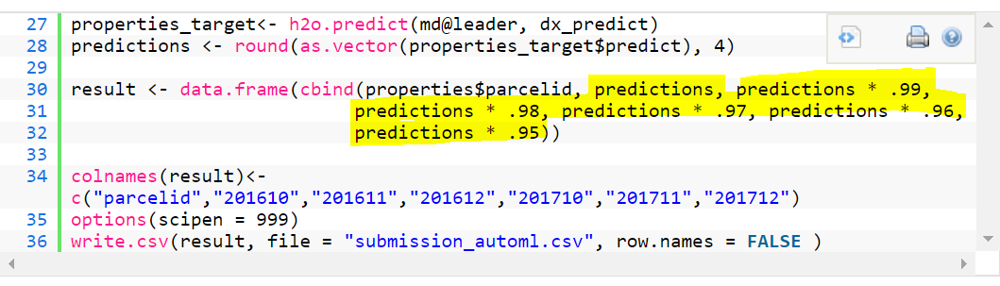 27 properties_target<- h2o.predict(md@leader, dx_predict)
28 predictions <- round(as.vector(properties_target$predict), 4)
29
30 result <- data.frame(cbind(properties$parcelid, predictions, predictions * .99,
31 predictions * .98, predictions * .97, predictions * .96,
32 predictions * .95))
33
34 colnames(result)<-
c("parcelid","201610","201611","201612","201710","201711","201712")
35 options(scipen = 999)
36 write.csv(result, file = "submission_automl.csv", row.names = FALSE )